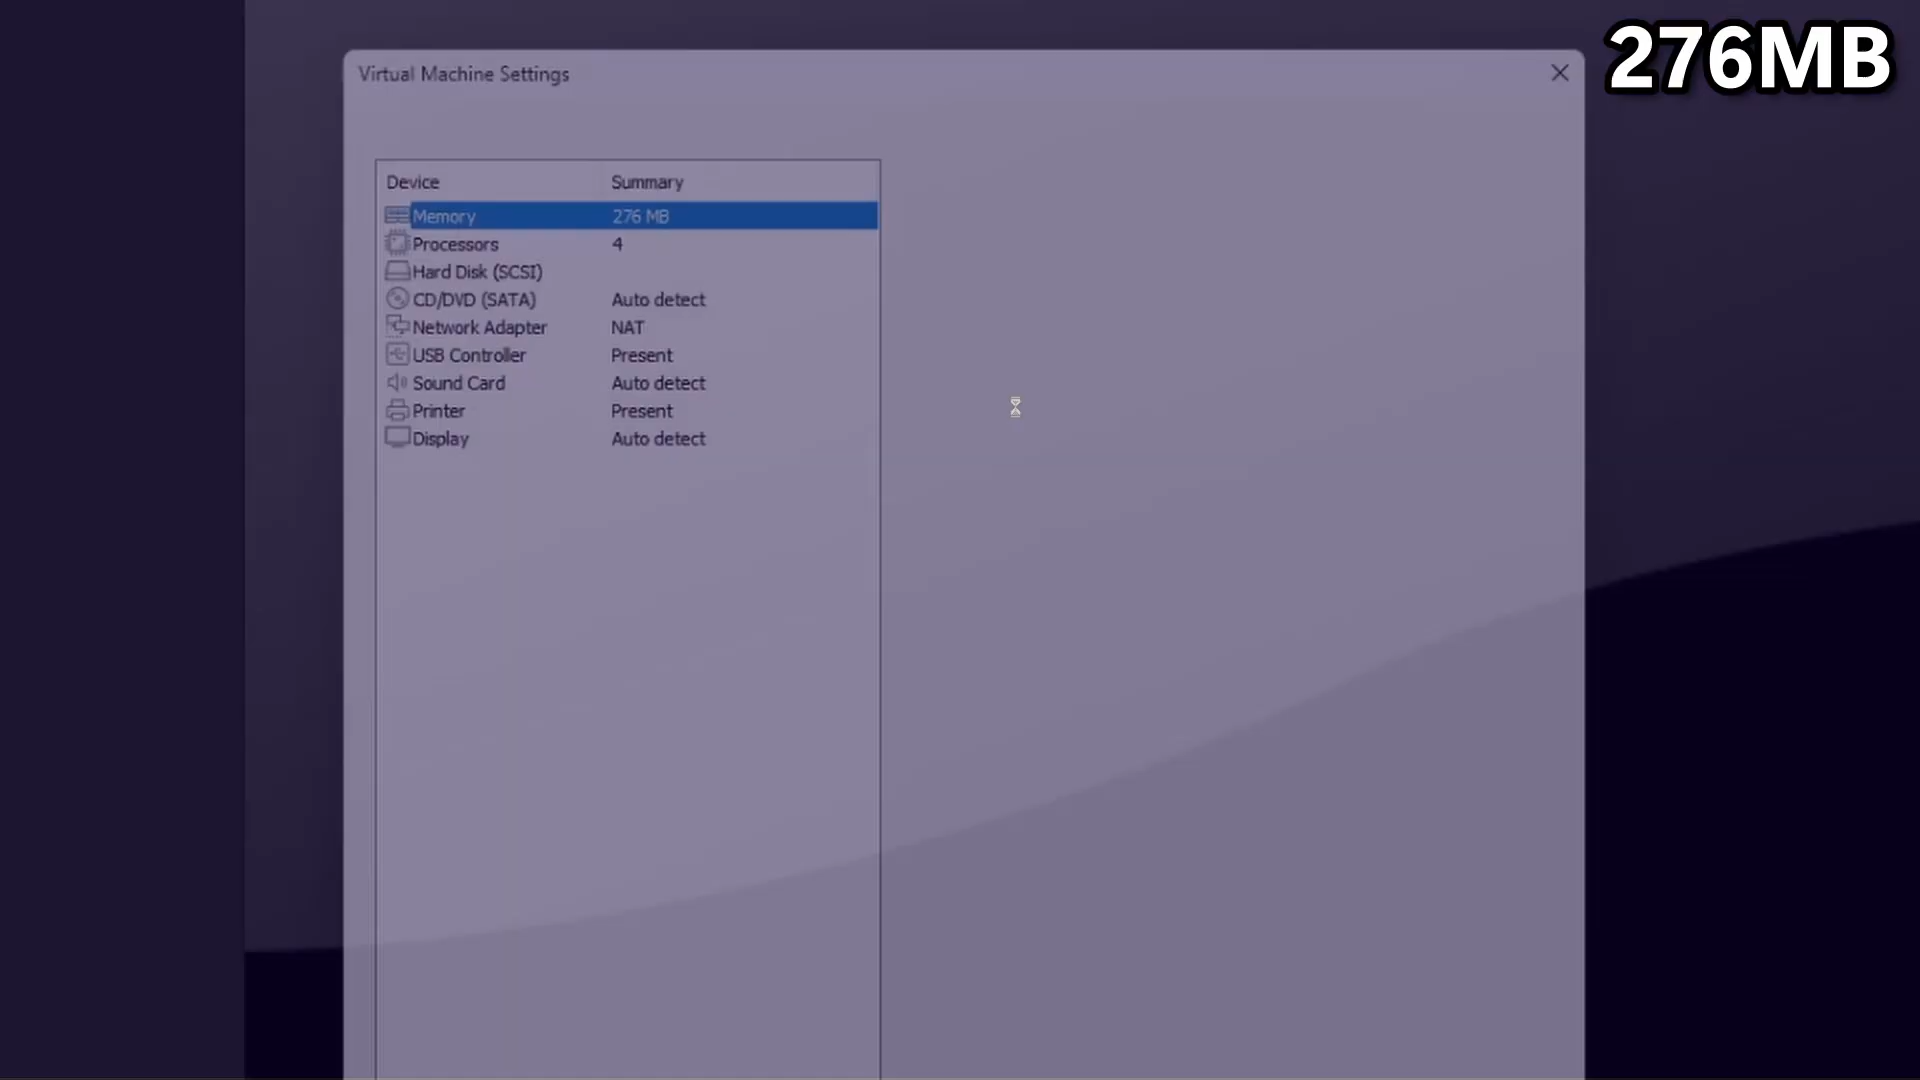 276MB
Virtual Machine Settings
Device Summary
Memory 276 MB
Processors 4
Hard Disk (SCSI)
CD/DVD (SATA) Auto detect
Network Adapter NAT
USB Controller Present
Sound Card Auto detect
Printer Present
Display Auto detect